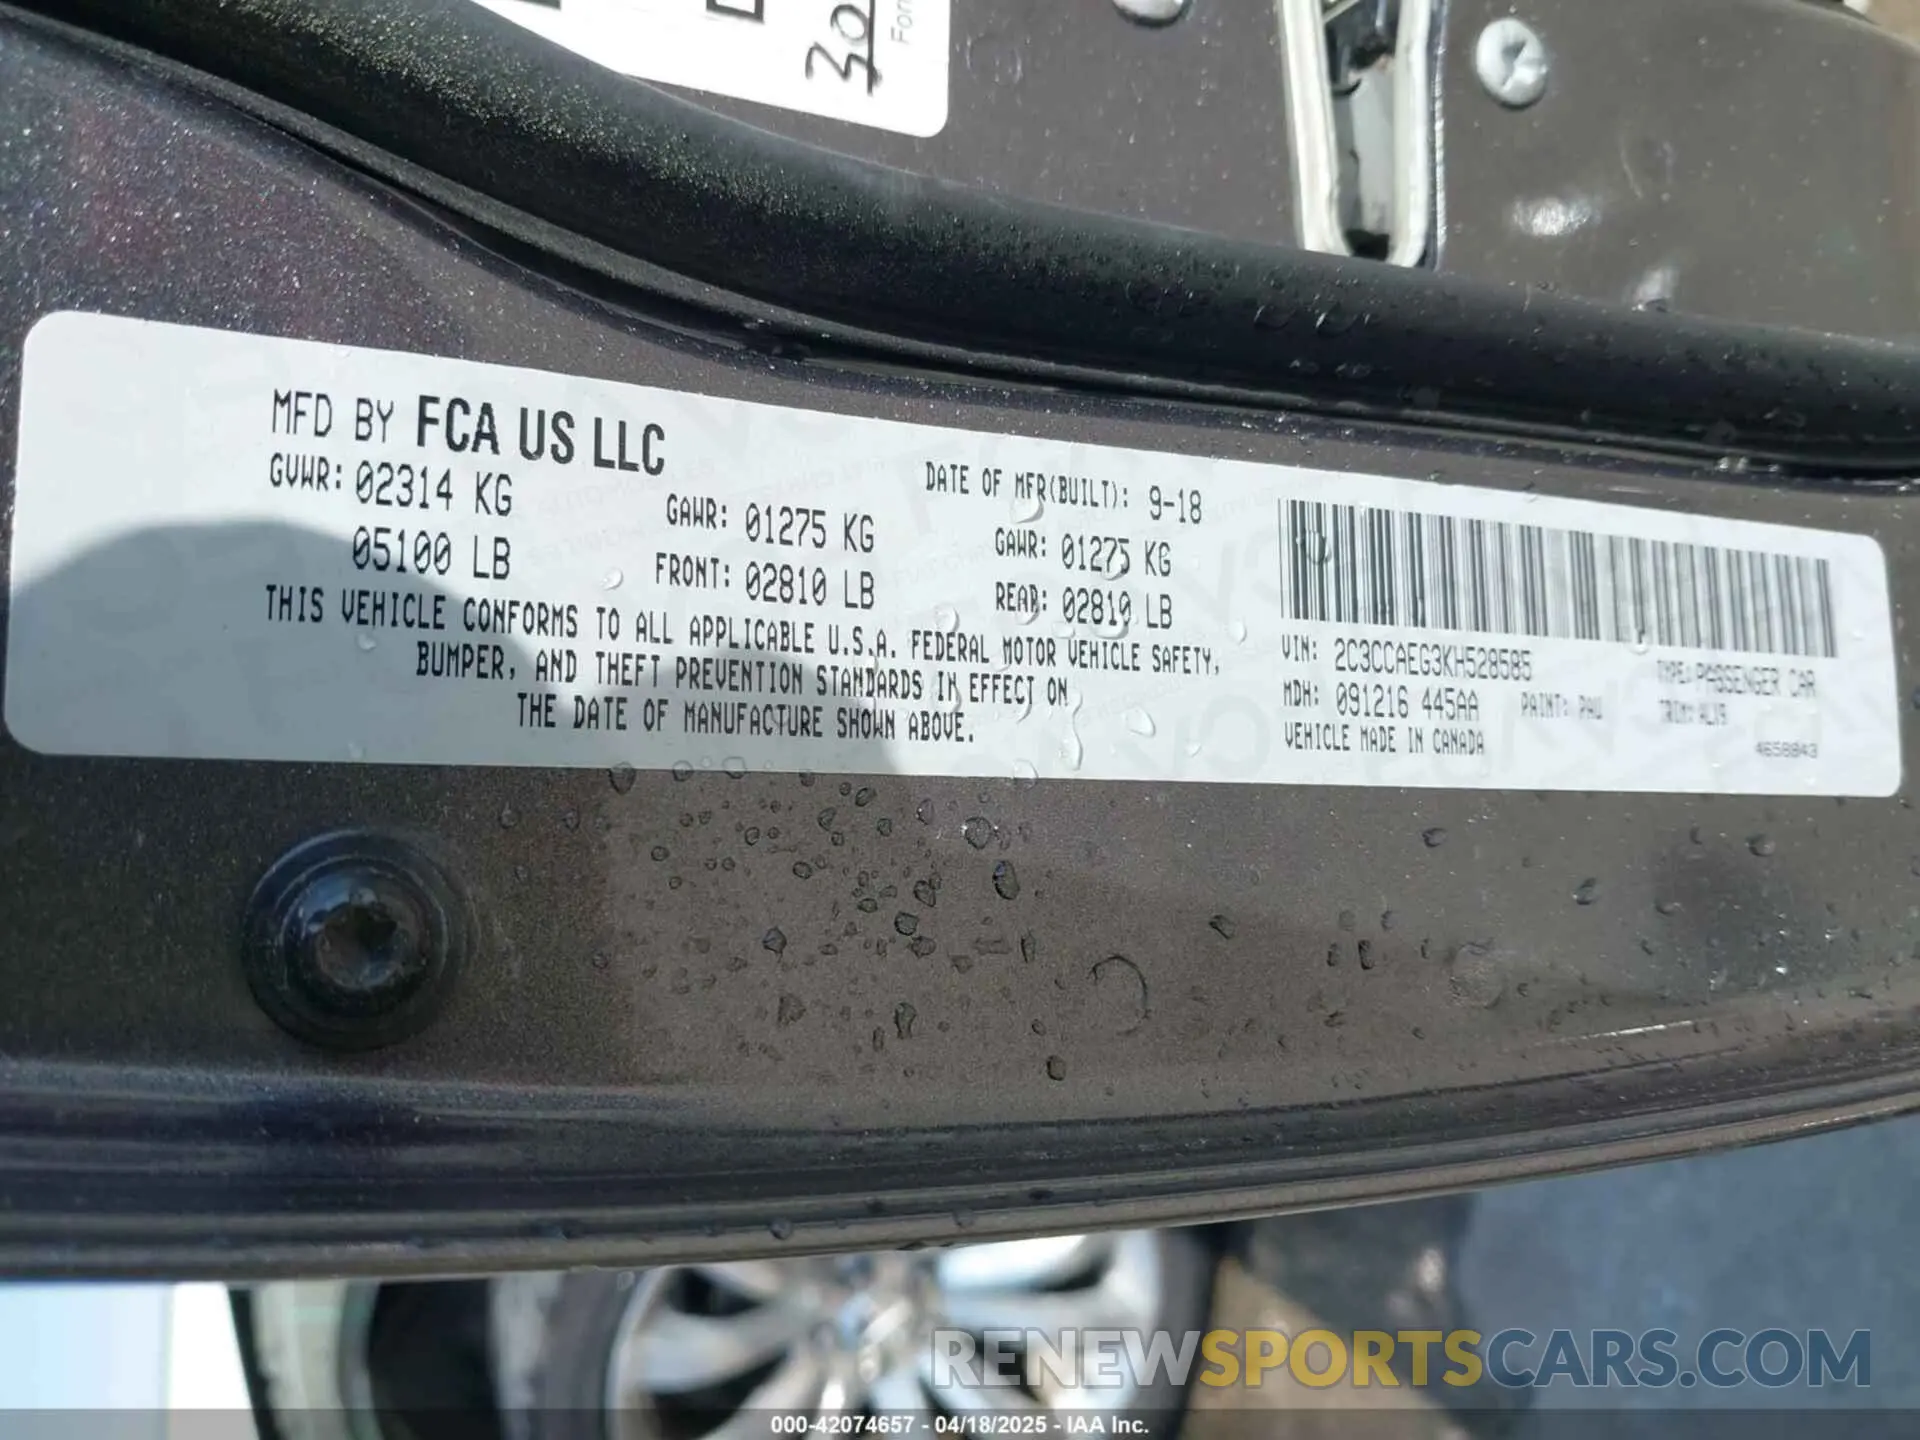 30
For
MFD BY FCA US LLC
GVWR: 02314 KG
05100 LB
GAWR: 01275 KG
FRONT: 02810 LB
DATE OF MFR(BUILT): 9-18
GAWR: 01275 KG
REAR: 02810 LB
THIS VEHICLE CONFORMS TO ALL APPLICABLE U.S.A. FEDERAL MOTOR VEHICLE SAFETY,
BUMPER, AND THEFT PREVENTION STANDARDS IN EFFECT ON
THE DATE OF MANUFACTURE SHOWN ABOVE.
VIN: 2C3CCAEG3KH528585
TYPE: PASSENGER CAR
MDH: 091216 445AA
PAINT: PAU
TRIM: ALX9
VEHICLE MADE IN CANADA
4658843
RENEWSPORTSCARS.COM
000-42074657 - 04/18/2025 - IAA Inc.